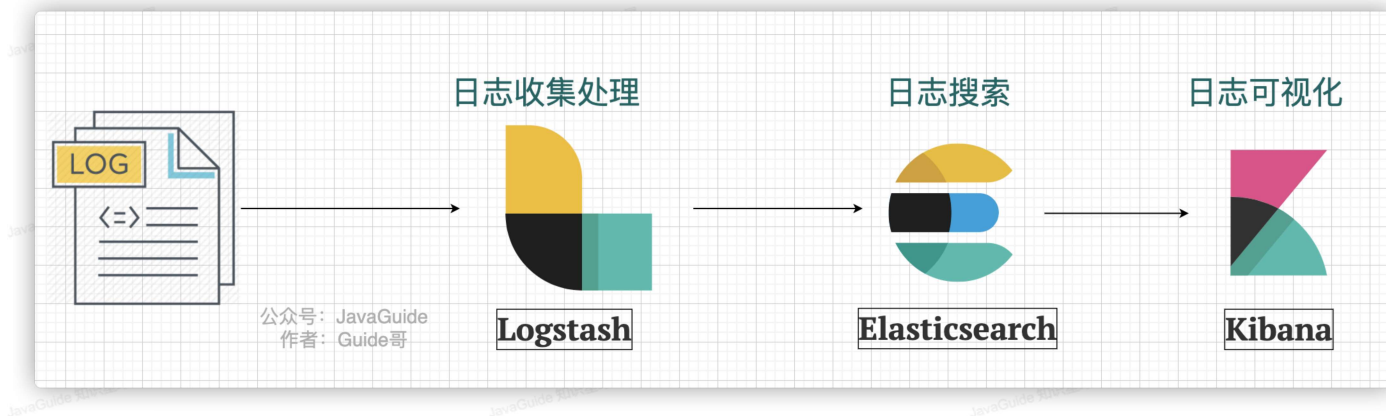 日志收集处理
日志搜索
日志可视化
LOG
<=>
公众号：JavaGuide
作者：Guide哥
Logstash
Elasticsearch
Kibana